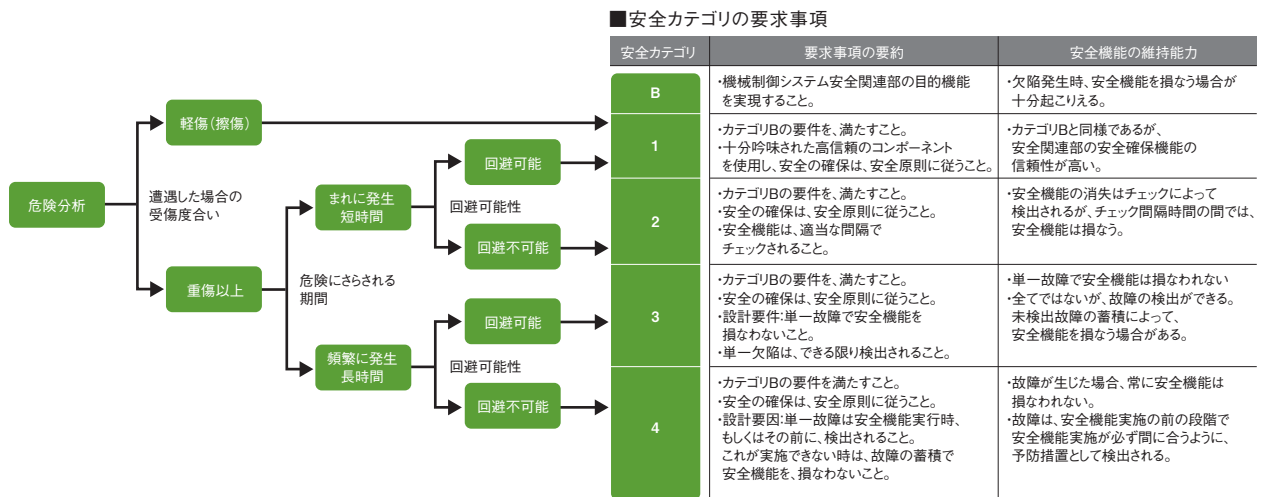 ■安全カテゴリの要求事項
安全カテゴリ
要求事項の要約
安全機能の維持能力
危険分析
遭遇した場合の
受傷度合い
軽傷(擦傷)
重傷以上
危険にさらされる
期間
まれに発生
短時間
頻繁に発生
長時間
回避可能
回避可能性
回避不可能
回避可能
回避可能性
回避不可能
B
・機械制御システム安全関連部の目的機能
を実現すること。
・欠陥発生時、安全機能を損なう場合が
十分起こりえる。
1
・カテゴリBの要件を、満たすこと。
・十分吟味された高信頼のコンポーネント
を使用し、安全の確保は、安全原則に従うこと。
・カテゴリBと同様であるが、
安全関連部の安全確保機能の
信頼性が高い。
2
・カテゴリBの要件を、満たすこと。
・安全の確保は、安全原則に従うこと。
・安全機能は、適当な間隔で
チェックされること。
・安全機能の消失はチェックによって
検出されるが、チェック間隔時間の間では、
安全機能は損なう。
3
・カテゴリBの要件を、満たすこと。
・安全の確保は、安全原則に従うこと。
・設計要件:単一故障で安全機能を
損なわないこと。
・単一欠陥は、できる限り検出されること。
・単一故障で安全機能は損なわれない
・全てではないが、故障の検出ができる。
未検出故障の蓄積によって、
安全機能を損なう場合がある。
4
・カテゴリBの要件を満たすこと。
・安全の確保は、安全原則に従うこと。
・設計要因:単一故障は安全機能実行時、
もしくはその前に、検出されること。
これが実施できない時は、故障の蓄積で
安全機能を、損なわないこと。
・故障が生じた場合、常に安全機能は
損なわれない。
・故障は、安全機能実施の前の段階で
安全機能実施が必ず間に合うように、
予防措置として検出される。